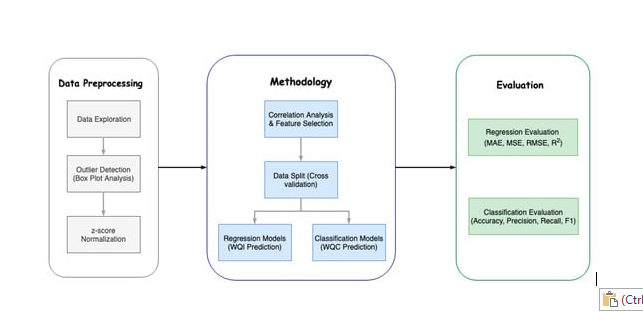 Data Preprocessing
Data Exploration
Outlier Detection
(Box Plot Analysis)
z-score
Normalization
Methodology
Correlation Analysis
& Feature Selection
Data Split (Cross
validation)
Regression Models
(WQI Prediction)
Classification Models
(WQC Prediction)
Evaluation
Regression Evaluation
(MAE, MSE, RMSE, R²)
Classification Evaluation
(Accuracy, Precision, Recall, F1)
(Ctrl